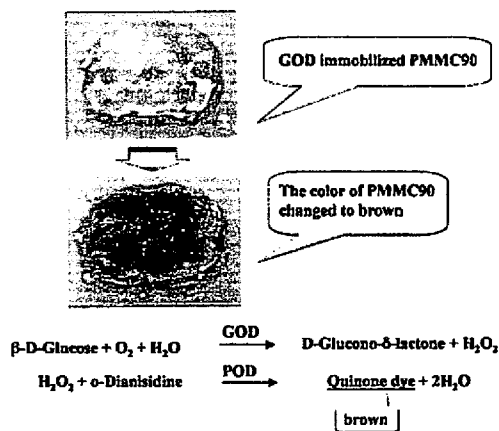 GOD immobilized PMMC90
The color of PMMC90
changed to brown
β-D-Glucose + O₂ + H₂O GOD D-Glucono-δ-lactone + H₂O₂
H₂O₂ + o-Dianisidine POD Quinone dye + 2H₂O
brown